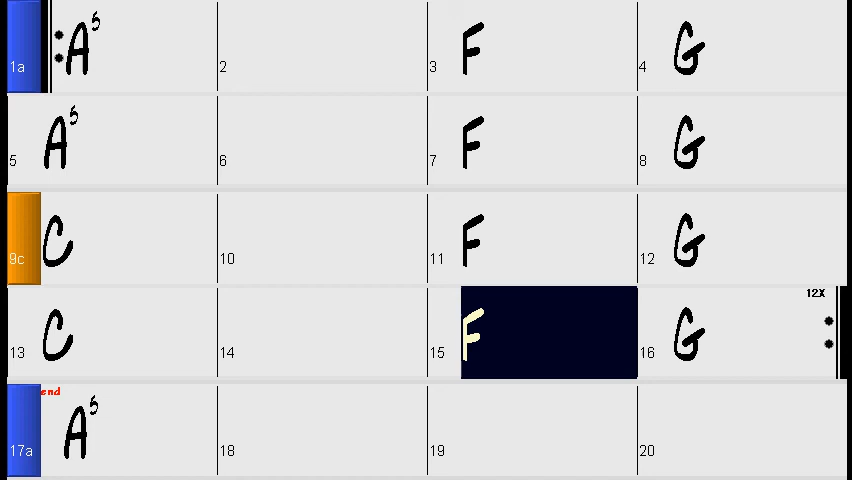 1a :A5 2 3 F 4 G
5 A5 6 7 F 8 G
9c C 10 11 F 12 G
12X
13 C 14 15 F 16 G :
end
17a A5 18 19 20